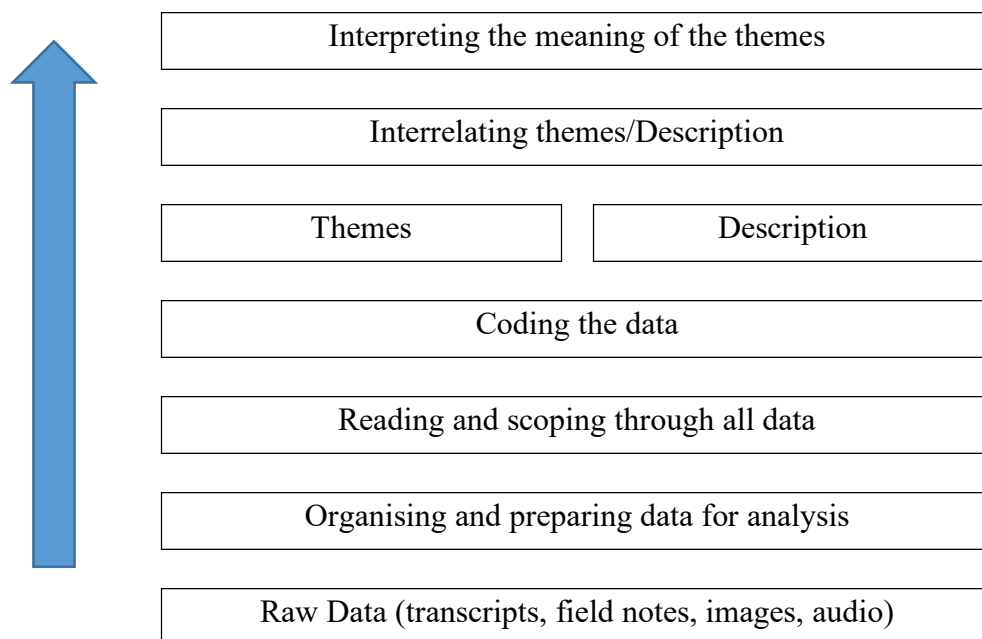 Interpreting the meaning of the themes
Interrelating themes/Description
Themes
Description
Coding the data
Reading and scoping through all data
Organising and preparing data for analysis
Raw Data (transcripts, field notes, images, audio)